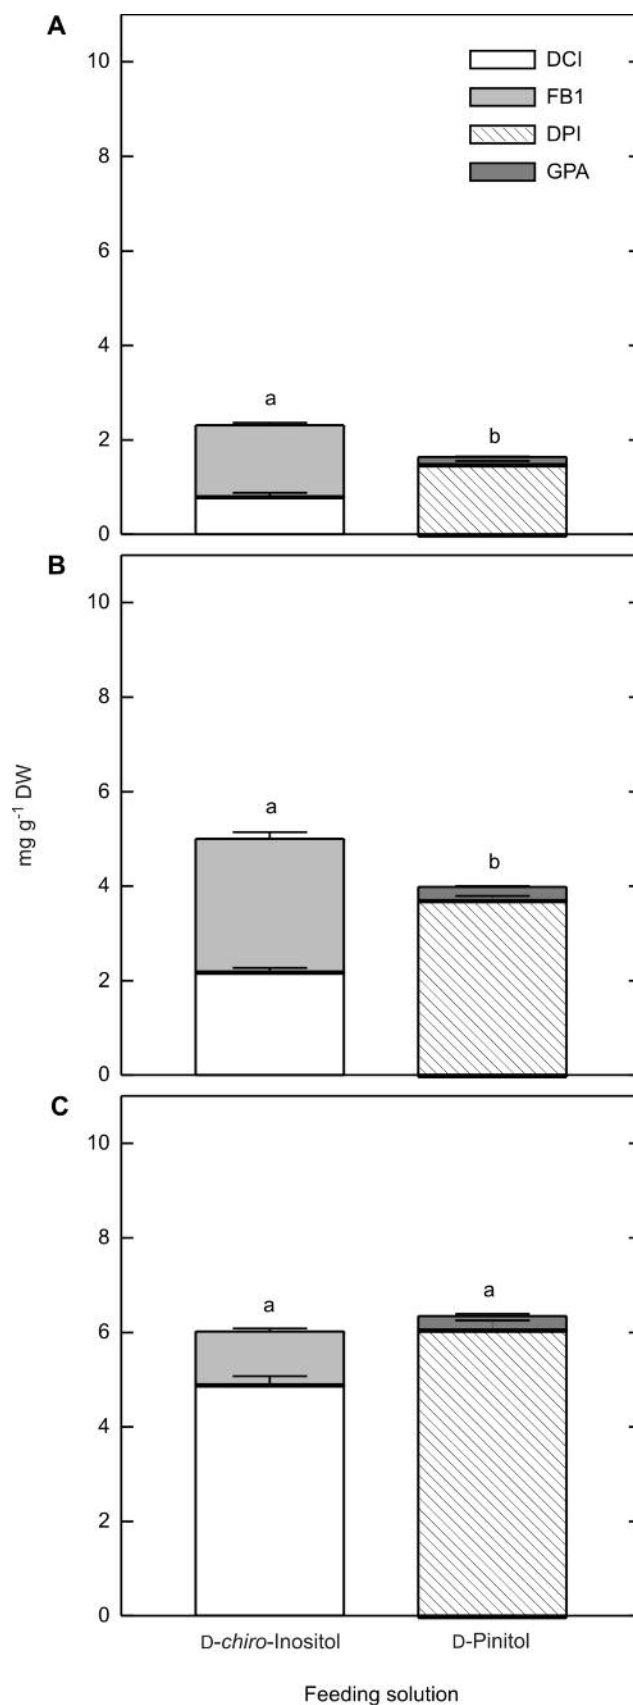 A
10
8
6
4
2
0
DCI
FB1
DPI
GPA
a
b
B
10
8
6
4
2
0
a
b
mg g⁻¹ DW
C
10
8
6
4
2
0
a
a
D-chiro-Inositol
D-Pinitol
Feeding solution